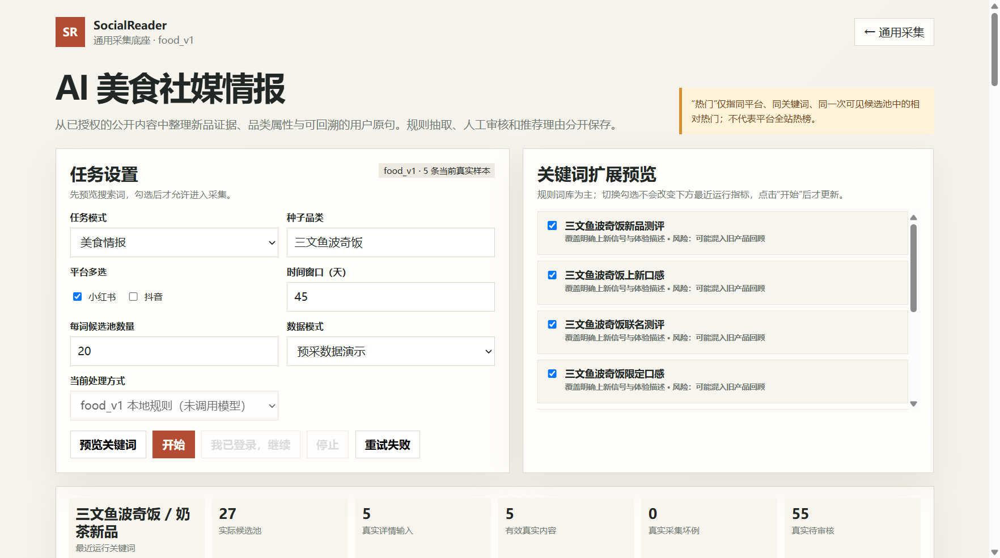 SR
SocialReader
通用采集底座 · food_v1
← 通用采集
AI 美食社媒情报
从已授权的公开内容中整理新品证据、品类属性与可回溯的用户原句。规则抽取、人工审核和推荐理由分开保存。
“热门”仅指同平台、同关键词、同一次可见候选池中的相
对热门；不代表平台全站热榜。
任务设置
food_v1 · 5 条当前真实样本
先预览搜索词，勾选后才允许进入采集。
任务模式
种子品类
美食情报
三文鱼波奇饭
平台多选
时间窗口（天）
小红书
抖音
45
每词候选池数量
数据模式
20
预采数据演示
当前处理方式
food_v1 本地规则（未调用模型）
预览关键词
开始
我已登录，继续
停止
重试失败
关键词扩展预览
规则词库为主；切换勾选不会改变下方最近运行指标，点击“开始”后才更新。
三文鱼波奇饭新品测评
覆盖明确上新信号与体验描述 • 风险：可能混入旧产品回顾
三文鱼波奇饭上新口感
覆盖明确上新信号与体验描述 • 风险：可能混入旧产品回顾
三文鱼波奇饭联名测评
覆盖明确上新信号与体验描述 • 风险：可能混入旧产品回顾
三文鱼波奇饭限定口感
覆盖明确上新信号与体验描述 • 风险：可能混入旧产品回顾
三文鱼波奇饭 / 奶
茶新品
最近运行关键词
27
实际候选池
5
真实详情输入
5
有效真实内容
0
真实采集坏例
55
真实待审核